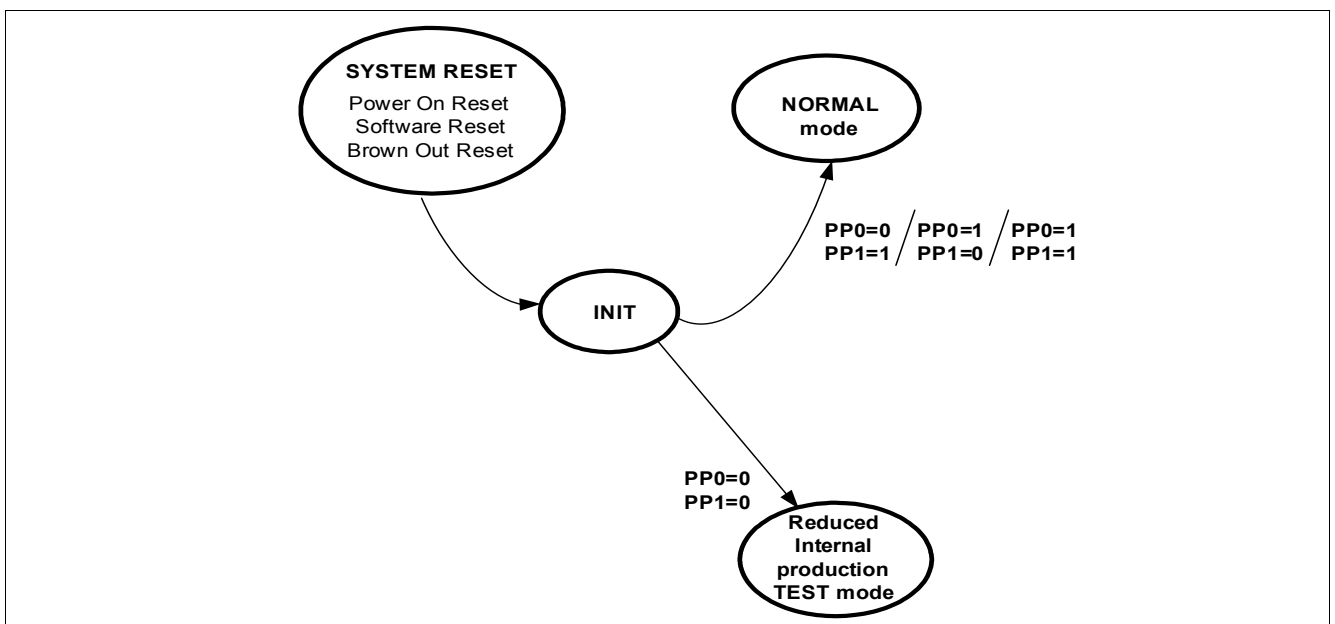 SYSTEM RESET
Power On Reset
Software Reset
Brown Out Reset
NORMAL
mode
PP0=0 / PP0=1 / PP0=1
PP1=1 / PP1=0 / PP1=1
INIT
PP0=0
PP1=0
Reduced
Internal
production
TEST mode